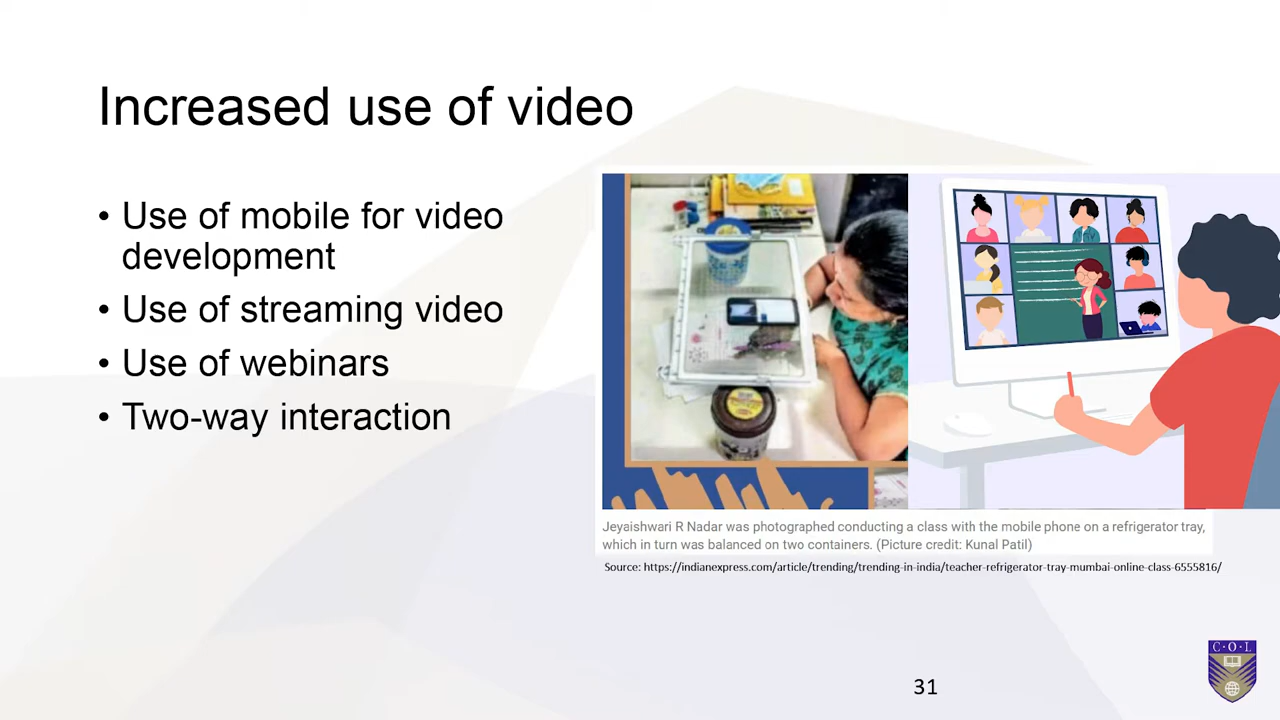 Increased use of video
• Use of mobile for video
development
• Use of streaming video
• Use of webinars
• Two-way interaction
Jeyaishwari R Nadar was photographed conducting a class with the mobile phone on a refrigerator tray,
which in turn was balanced on two containers. (Picture credit: Kunal Patil)
Source: https://indianexpress.com/article/trending/trending-in-india/teacher-refrigerator-tray-mumbai-online-class-6555816/
31
C·O·L